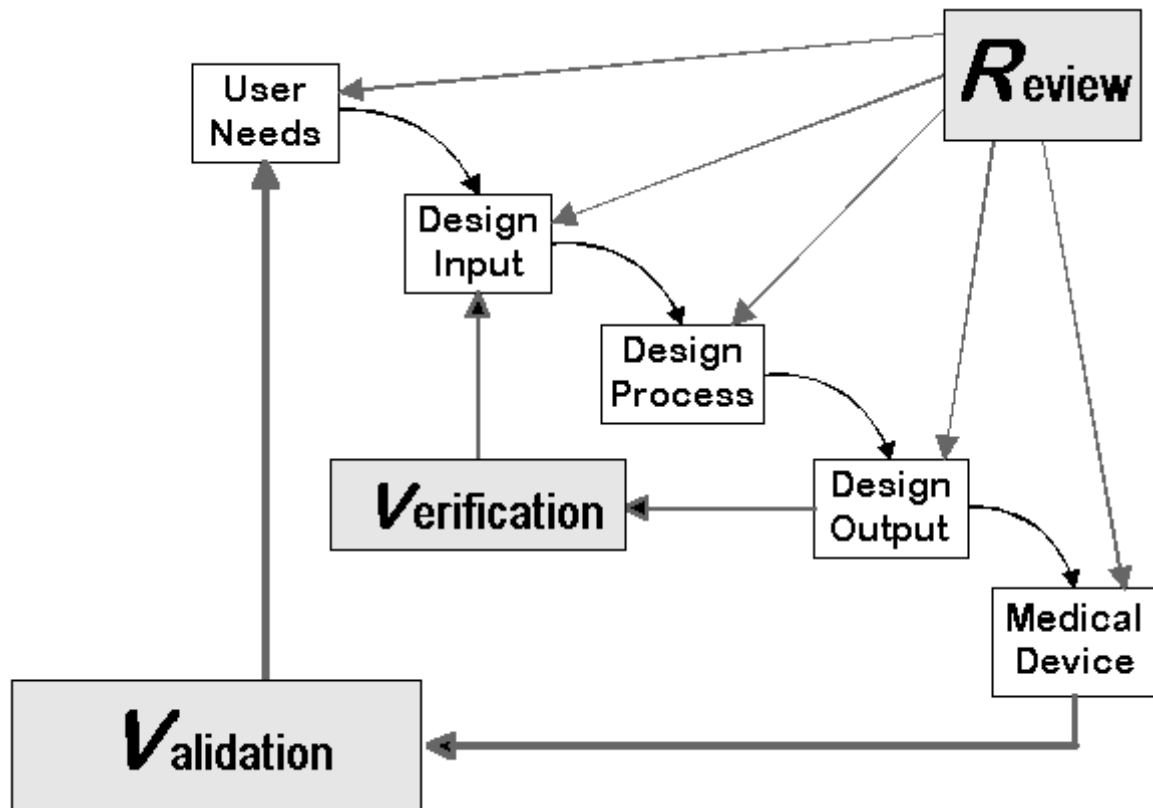 User
Needs
Review
Design
Input
Design
Process
Verification
Design
Output
Medical
Device
Validation